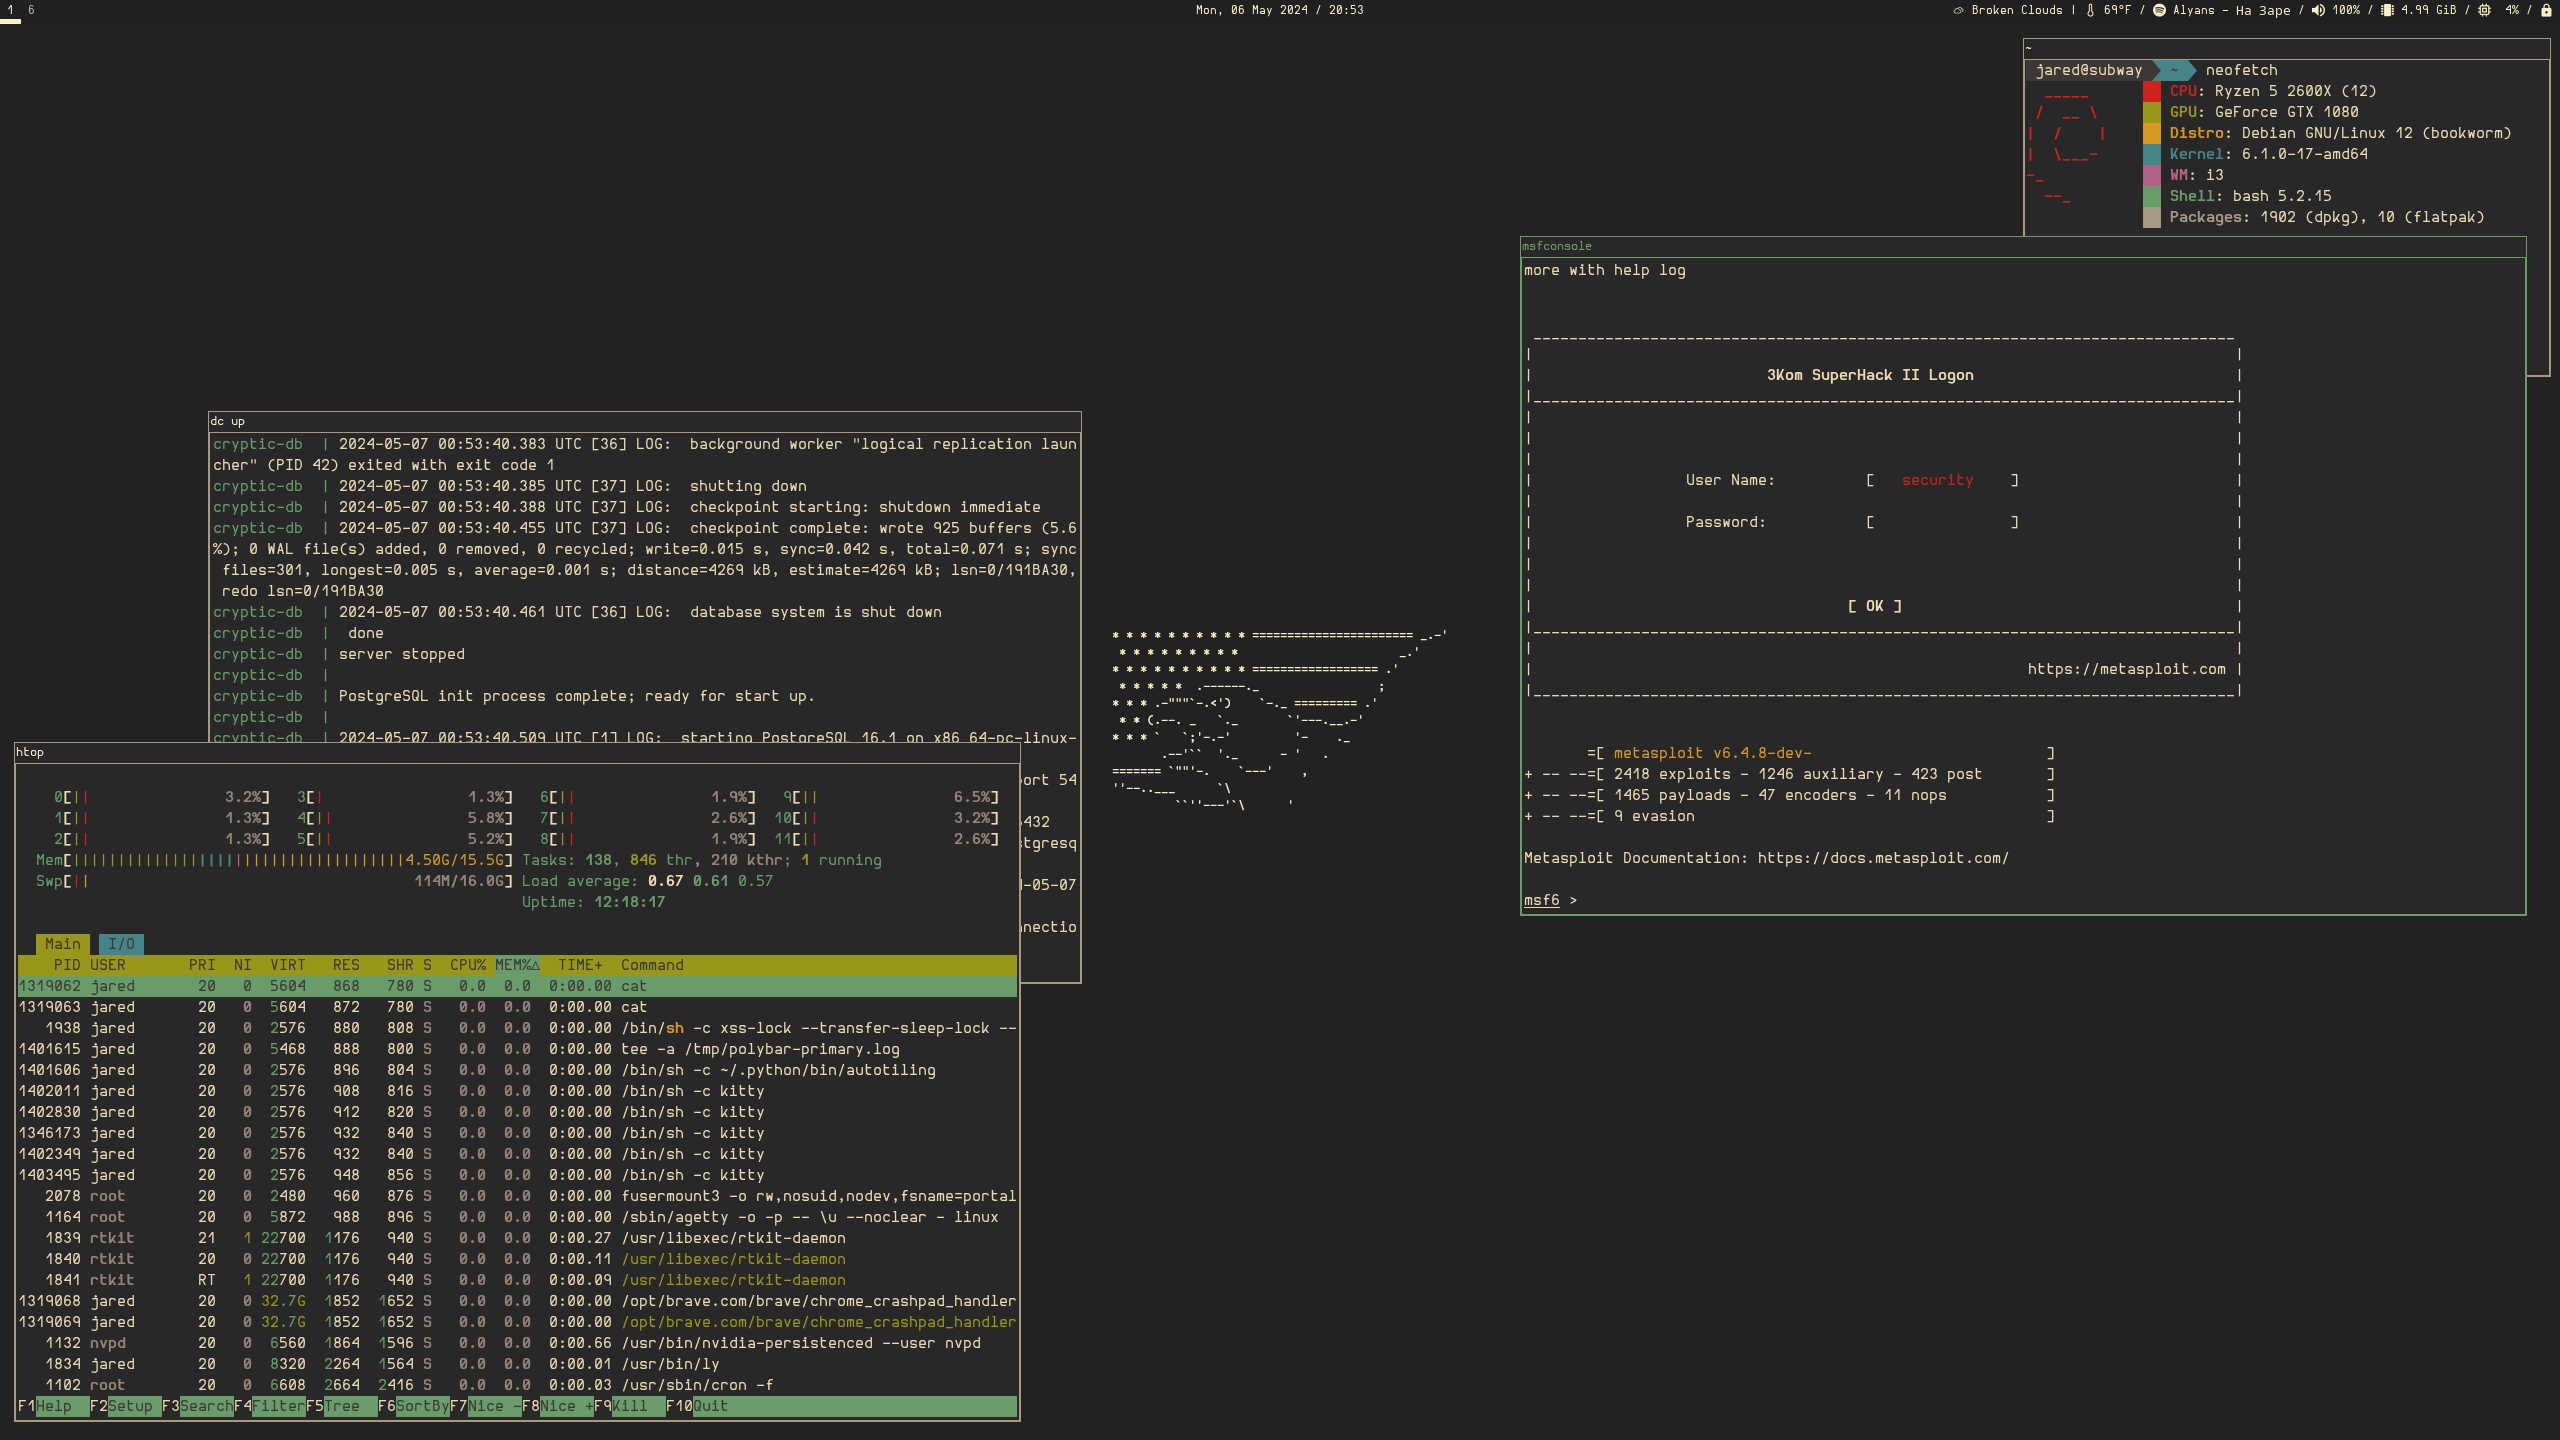 1 6
Mon, 06 May 2024 / 20:53
Broken Clouds | 69°F / Alyans - На Заре / 100% / 4.99 GiB / 4% /
~
jared@subway ~ neofetch
CPU: Ryzen 5 2600X (12)
GPU: GeForce GTX 1080
Distro: Debian GNU/Linux 12 (bookworm)
Kernel: 6.1.0-17-amd64
WM: i3
Shell: bash 5.2.15
Packages: 1902 (dpkg), 10 (flatpak)
msfconsole
more with help log
3Kom SuperHack II Logon
User Name: [ security ]
Password: [ ]
[ OK ]
https://metasploit.com
=[ metasploit v6.4.8-dev- ]
+ -- --=[ 2418 exploits - 1246 auxiliary - 423 post ]
+ -- --=[ 1465 payloads - 47 encoders - 11 nops ]
+ -- --=[ 9 evasion ]
Metasploit Documentation: https://docs.metasploit.com/
msf6 >
dc up
cryptic-db | 2024-05-07 00:53:40.383 UTC [36] LOG:  background worker "logical replication laun
cher" (PID 42) exited with exit code 1
cryptic-db | 2024-05-07 00:53:40.385 UTC [37] LOG:  shutting down
cryptic-db | 2024-05-07 00:53:40.388 UTC [37] LOG:  checkpoint starting: shutdown immediate
cryptic-db | 2024-05-07 00:53:40.455 UTC [37] LOG:  checkpoint complete: wrote 925 buffers (5.6
%); 0 WAL file(s) added, 0 removed, 0 recycled; write=0.015 s, sync=0.042 s, total=0.071 s; sync
files=301, longest=0.005 s, average=0.001 s; distance=4269 kB, estimate=4269 kB; lsn=0/191BA30,
redo lsn=0/191BA30
cryptic-db | 2024-05-07 00:53:40.461 UTC [36] LOG:  database system is shut down
cryptic-db | done
cryptic-db | server stopped
cryptic-db |
cryptic-db | PostgreSQL init process complete; ready for start up.
cryptic-db |
cryptic-db | 2024-05-07 00:53:40.509 UTC [1] LOG:  starting PostgreSQL 16.1 on x86_64-pc-linux-
ort 54
432
tgresq
-05-07
nnectio
htop
0[|| 3.2%] 3[| 1.3%] 6[|| 1.9%] 9[|| 6.5%]
1[|| 1.3%] 4[|| 5.8%] 7[|| 2.6%] 10[|| 3.2%]
2[|| 1.3%] 5[|| 5.2%] 8[|| 1.9%] 11[|| 2.6%]
Mem[|||||||||||||||||||||||||||||||||||||4.50G/15.5G] Tasks: 138, 846 thr, 210 kthr; 1 running
Swp[|| 114M/16.0G] Load average: 0.67 0.61 0.57
Uptime: 12:18:17
Main I/O
PID USER PRI NI VIRT RES SHR S CPU% MEM%△ TIME+ Command
1319062 jared 20 0 5604 868 780 S 0.0 0.0 0:00.00 cat
1319063 jared 20 0 5604 872 780 S 0.0 0.0 0:00.00 cat
1938 jared 20 0 2576 880 808 S 0.0 0.0 0:00.00 /bin/sh -c xss-lock --transfer-sleep-lock --
1401615 jared 20 0 5468 888 800 S 0.0 0.0 0:00.00 tee -a /tmp/polybar-primary.log
1401606 jared 20 0 2576 896 804 S 0.0 0.0 0:00.00 /bin/sh -c ~/.python/bin/autotiling
1402011 jared 20 0 2576 908 816 S 0.0 0.0 0:00.00 /bin/sh -c kitty
1402830 jared 20 0 2576 912 820 S 0.0 0.0 0:00.00 /bin/sh -c kitty
1346173 jared 20 0 2576 932 840 S 0.0 0.0 0:00.00 /bin/sh -c kitty
1402349 jared 20 0 2576 932 840 S 0.0 0.0 0:00.00 /bin/sh -c kitty
1403495 jared 20 0 2576 948 856 S 0.0 0.0 0:00.00 /bin/sh -c kitty
2078 root 20 0 2480 960 876 S 0.0 0.0 0:00.00 fusermount3 -o rw,nosuid,nodev,fsname=portal
1164 root 20 0 5872 988 896 S 0.0 0.0 0:00.00 /sbin/agetty -o -p -- \u --noclear - linux
1839 rtkit 21 1 22700 1176 940 S 0.0 0.0 0:00.27 /usr/libexec/rtkit-daemon
1840 rtkit 20 0 22700 1176 940 S 0.0 0.0 0:00.11 /usr/libexec/rtkit-daemon
1841 rtkit RT 1 22700 1176 940 S 0.0 0.0 0:00.09 /usr/libexec/rtkit-daemon
1319068 jared 20 0 32.7G 1852 1652 S 0.0 0.0 0:00.00 /opt/brave.com/brave/chrome_crashpad_handler
1319069 jared 20 0 32.7G 1852 1652 S 0.0 0.0 0:00.00 /opt/brave.com/brave/chrome_crashpad_handler
1132 nvpd 20 0 6560 1864 1596 S 0.0 0.0 0:00.66 /usr/bin/nvidia-persistenced --user nvpd
1834 jared 20 0 8320 2264 1564 S 0.0 0.0 0:00.01 /usr/bin/ly
1102 root 20 0 6608 2664 2416 S 0.0 0.0 0:00.03 /usr/sbin/cron -f
F1Help F2Setup F3SearchF4FilterF5Tree F6SortByF7Nice -F8Nice +F9Kill F10Quit